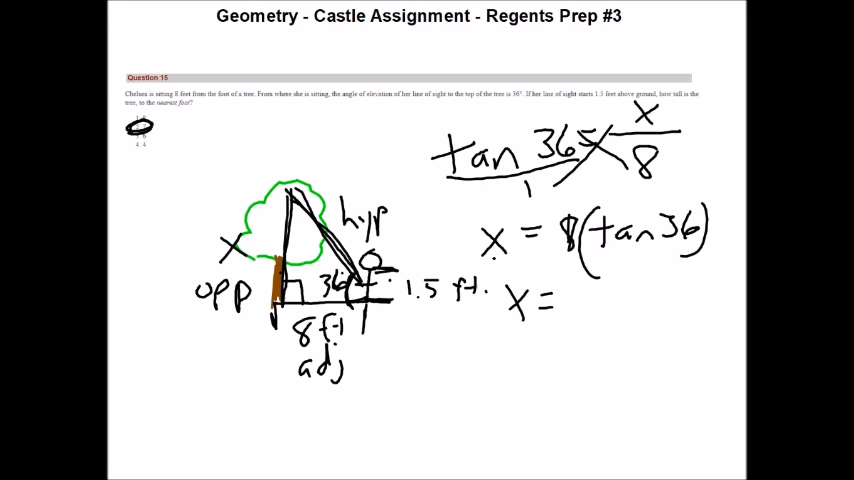 Geometry - Castle Assignment - Regents Prep #3
Question 15
Chelsea is sitting 8 feet from the foot of a tree. From where she is sitting, the angle of elevation of her line of sight to the top of the tree is 36°. If her line of sight starts 1.5 feet above ground, how tall is the
tree, to the nearest foot?
4. 4
tan 36 = x
1 8
hyp
x
x = 8(tan 36)
opp
36
1.5 ft.
x =
8 ft
adj